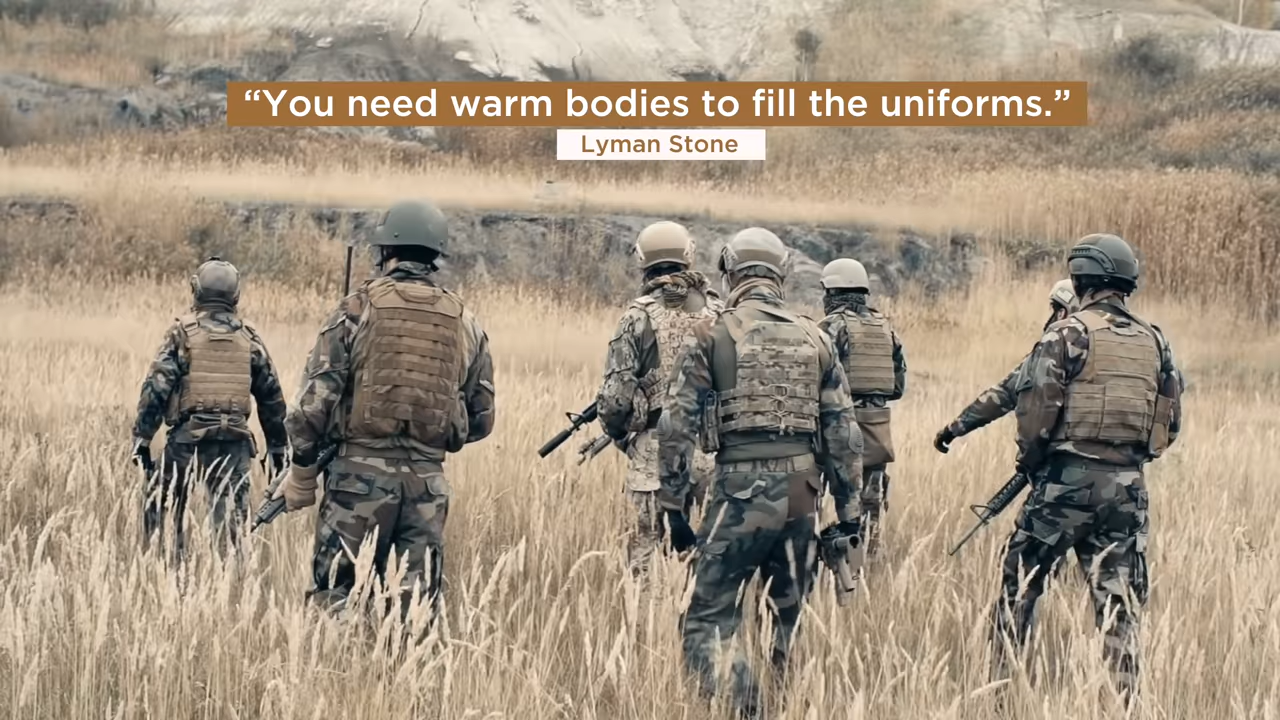 “You need warm bodies to fill the uniforms.”
Lyman Stone